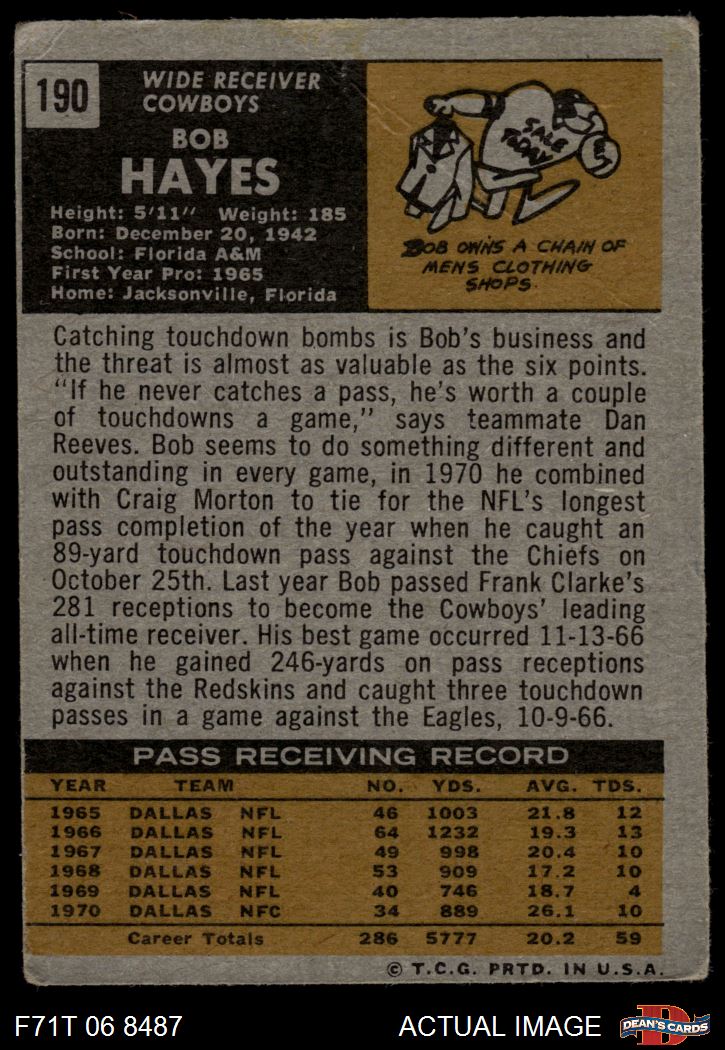 190
WIDE RECEIVER
COWBOYS
BOB
HAYES
Height: 5'11" Weight: 185
Born: December 20, 1942
School: Florida A&M
First Year Pro: 1965
Home: Jacksonville, Florida
SALE
TODAY
BOB OWNS A CHAIN OF
MENS CLOTHING
SHOPS.
Catching touchdown bombs is Bob's business and
the threat is almost as valuable as the six points.
"If he never catches a pass, he's worth a couple
of touchdowns a game," says teammate Dan
Reeves. Bob seems to do something different and
outstanding in every game, in 1970 he combined
with Craig Morton to tie for the NFL's longest
pass completion of the year when he caught an
89-yard touchdown pass against the Chiefs on
October 25th. Last year Bob passed Frank Clarke's
281 receptions to become the Cowboys' leading
all-time receiver. His best game occurred 11-13-66
when he gained 246-yards on pass receptions
against the Redskins and caught three touchdown
passes in a game against the Eagles, 10-9-66.
PASS RECEIVING RECORD
YEAR TEAM NO. YDS. AVG. TDS.
1965 DALLAS NFL 46 1003 21.8 12
1966 DALLAS NFL 64 1232 19.3 13
1967 DALLAS NFL 49 998 20.4 10
1968 DALLAS NFL 53 909 17.2 10
1969 DALLAS NFL 40 746 18.7 4
1970 DALLAS NFC 34 889 26.1 10
Career Totals 286 5777 20.2 59
© T.C.G. PRTD. IN U.S.A.
F71T 06 8487 ACTUAL IMAGE
D
DEAN'S CARDS